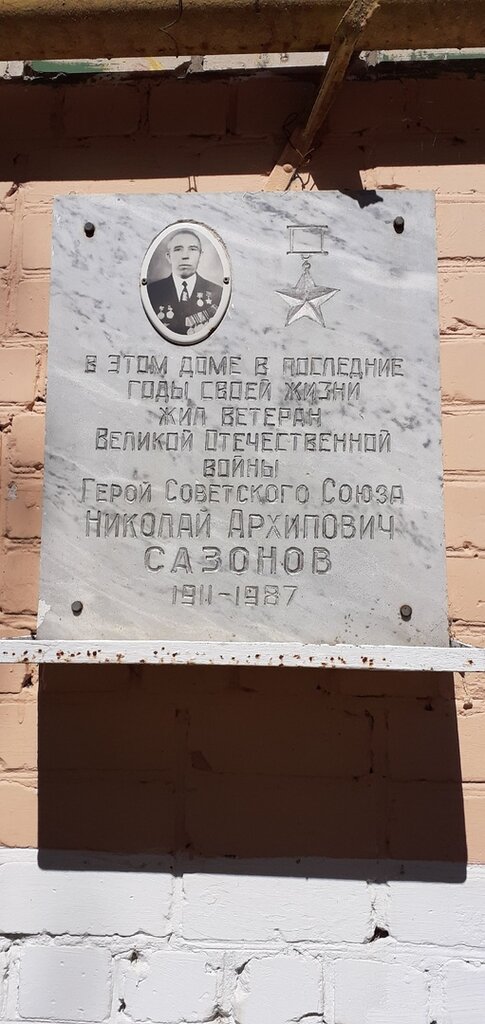 В ЭТОМ ДОМЕ В ПОСЛЕДНИЕ
ГОДЫ СВОЕЙ ЖИЗНИ
ЖИЛ ВЕТЕРАН
ВЕЛИКОЙ ОТЕЧЕСТВЕННОЙ
ВОЙНЫ
ГЕРОЙ СОВЕТСКОГО СОЮЗА
НИКОЛАЙ АРХИПОВИЧ
САЗОНОВ
1911-1987